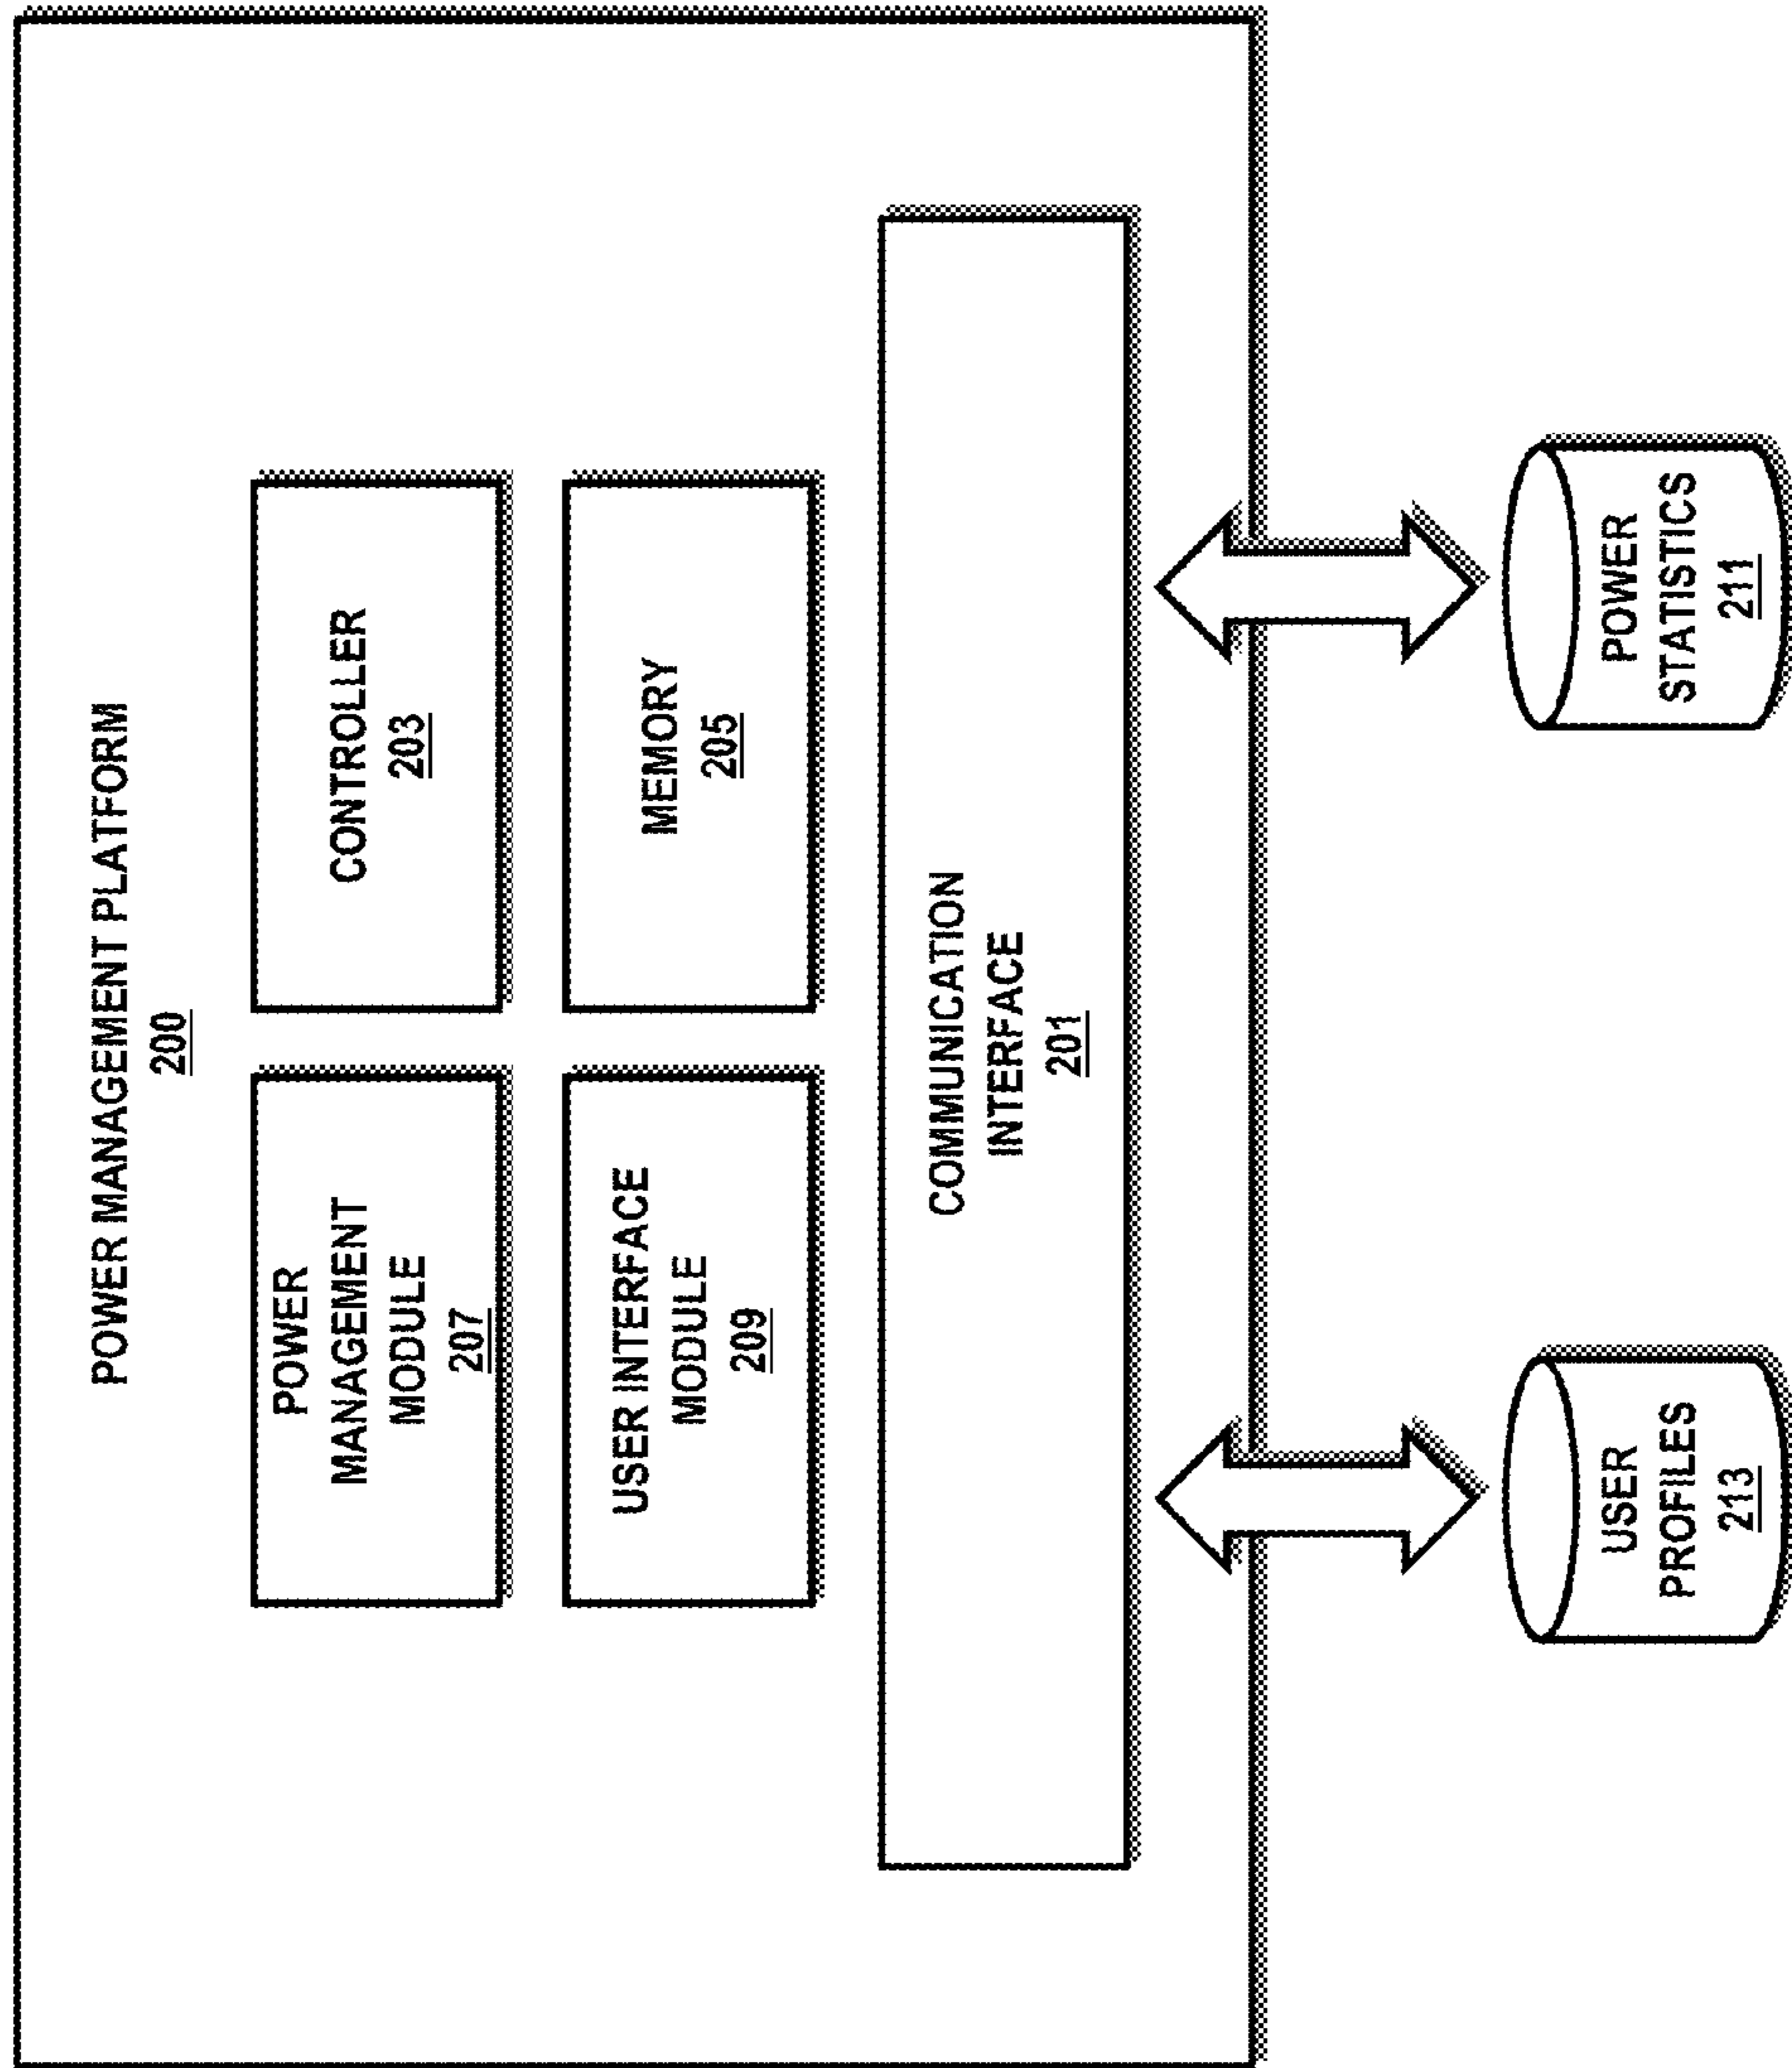 POWER MANAGEMENT PLATFORM
200
POWER
MANAGEMENT
MODULE
207
CONTROLLER
203
USER INTERFACE
MODULE
209
MEMORY
205
COMMUNICATION
INTERFACE
201
USER
PROFILES
213
POWER
STATISTICS
211